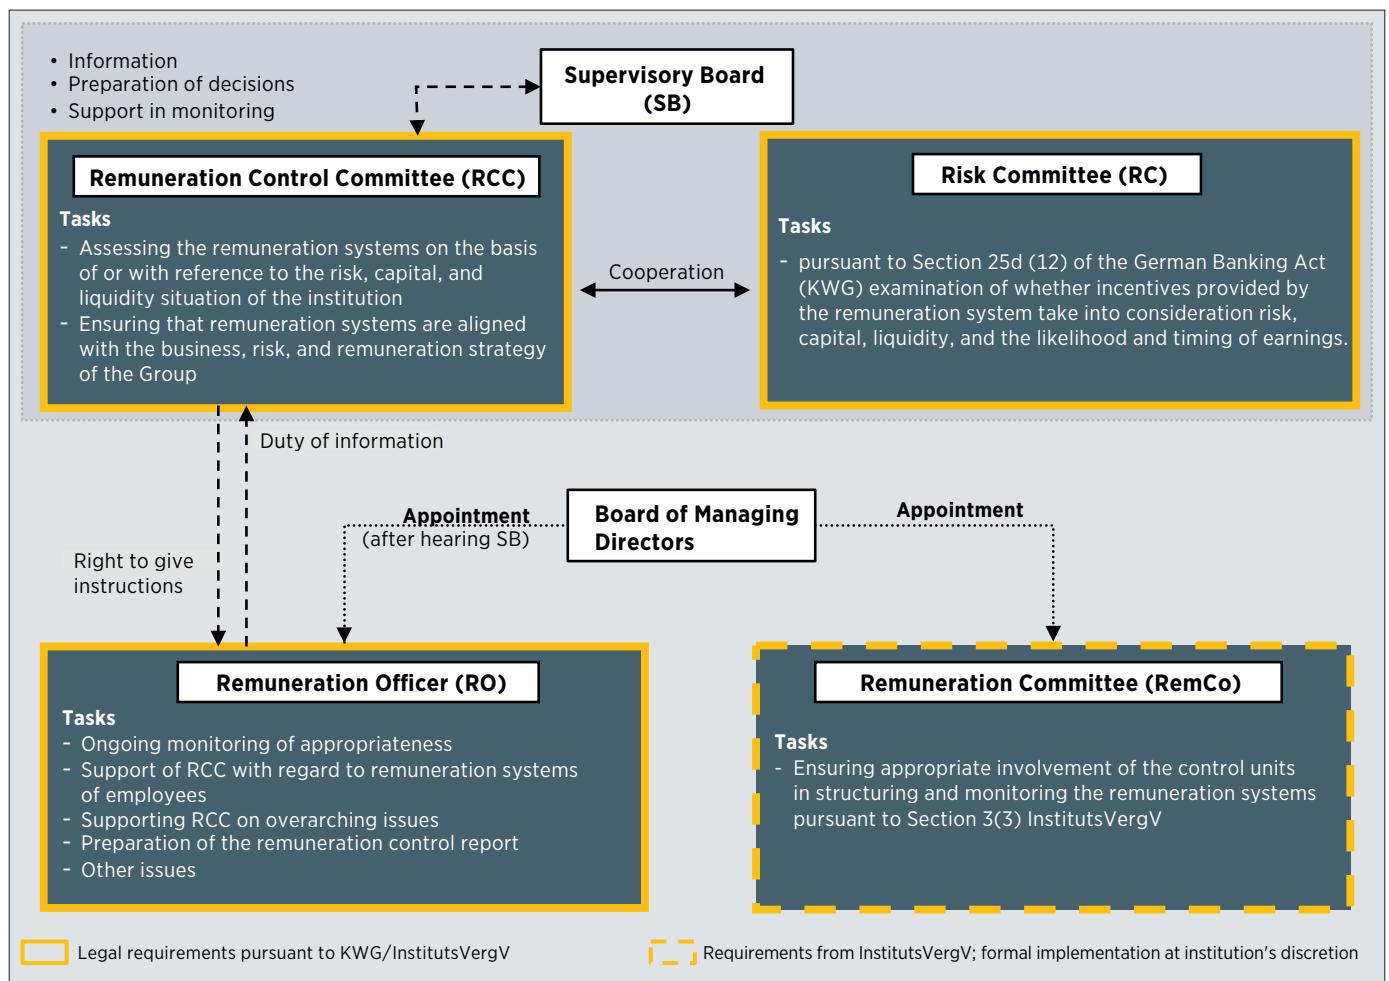 • Information
• Preparation of decisions
• Support in monitoring
Supervisory Board
(SB)
Remuneration Control Committee (RCC)
Tasks
- Assessing the remuneration systems on the basis
of or with reference to the risk, capital, and
liquidity situation of the institution
- Ensuring that remuneration systems are aligned
with the business, risk, and remuneration strategy
of the Group
Cooperation
Risk Committee (RC)
Tasks
- pursuant to Section 25d (12) of the German Banking Act
(KWG) examination of whether incentives provided by
the remuneration system take into consideration risk,
capital, liquidity, and the likelihood and timing of earnings.
Duty of information
Right to give
instructions
Appointment
(after hearing SB)
Board of Managing
Directors
Appointment
Remuneration Officer (RO)
Tasks
- Ongoing monitoring of appropriateness
- Support of RCC with regard to remuneration systems
of employees
- Supporting RCC on overarching issues
- Preparation of the remuneration control report
- Other issues
Remuneration Committee (RemCo)
Tasks
- Ensuring appropriate involvement of the control units
in structuring and monitoring the remuneration systems
pursuant to Section 3(3) InstitutsVergV
Legal requirements pursuant to KWG/InstitutsVergV
Requirements from InstitutsVergV; formal implementation at institution's discretion